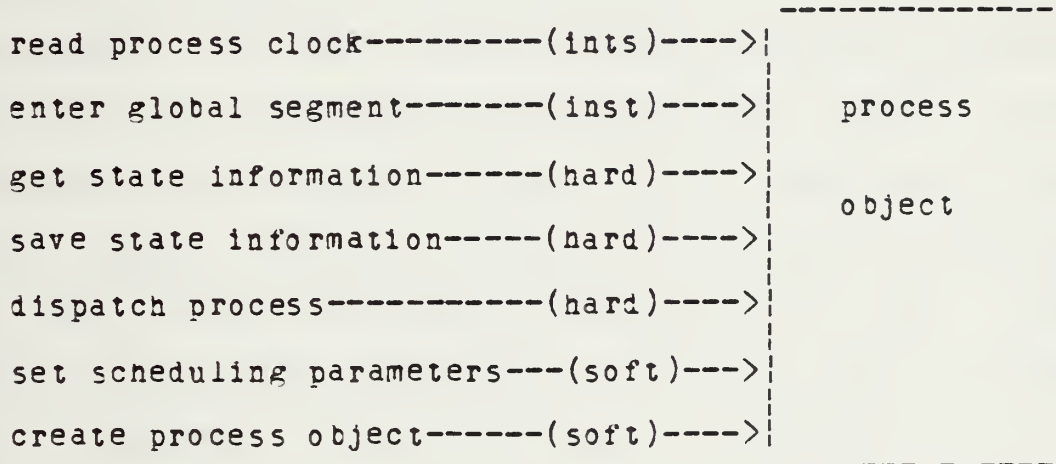 read process clock----------(ints)---->
enter global segment-------(inst)---->
process
get state information------(hard)---->
object
save state information-----(hard)---->
dispatch process------------(hard)---->
set scheduling parameters---(soft)--->
create process object------(soft)---->